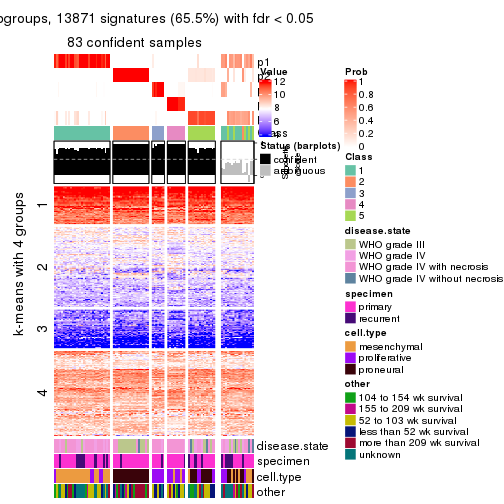 ogroups, 13871 signatures (65.5%) with fdr < 0.05
83 confident samples
p1
p2
Value
12
10
8
6
4
Prob
1
0.8
0.6
0.4
0.2
0
Status (barplots)
confident
ambiguous
Class
1
2
3
4
5
disease.state
WHO grade III
WHO grade IV
WHO grade IV with necrosis
WHO grade IV without necrosis
specimen
primary
recurrent
cell.type
mesenchymal
proliferative
proneural
other
104 to 154 wk survival
155 to 209 wk survival
52 to 103 wk survival
less than 52 wk survival
more than 209 wk survival
unknown
k-means with 4 groups
1
2
3
4
disease.state
specimen
cell.type
other